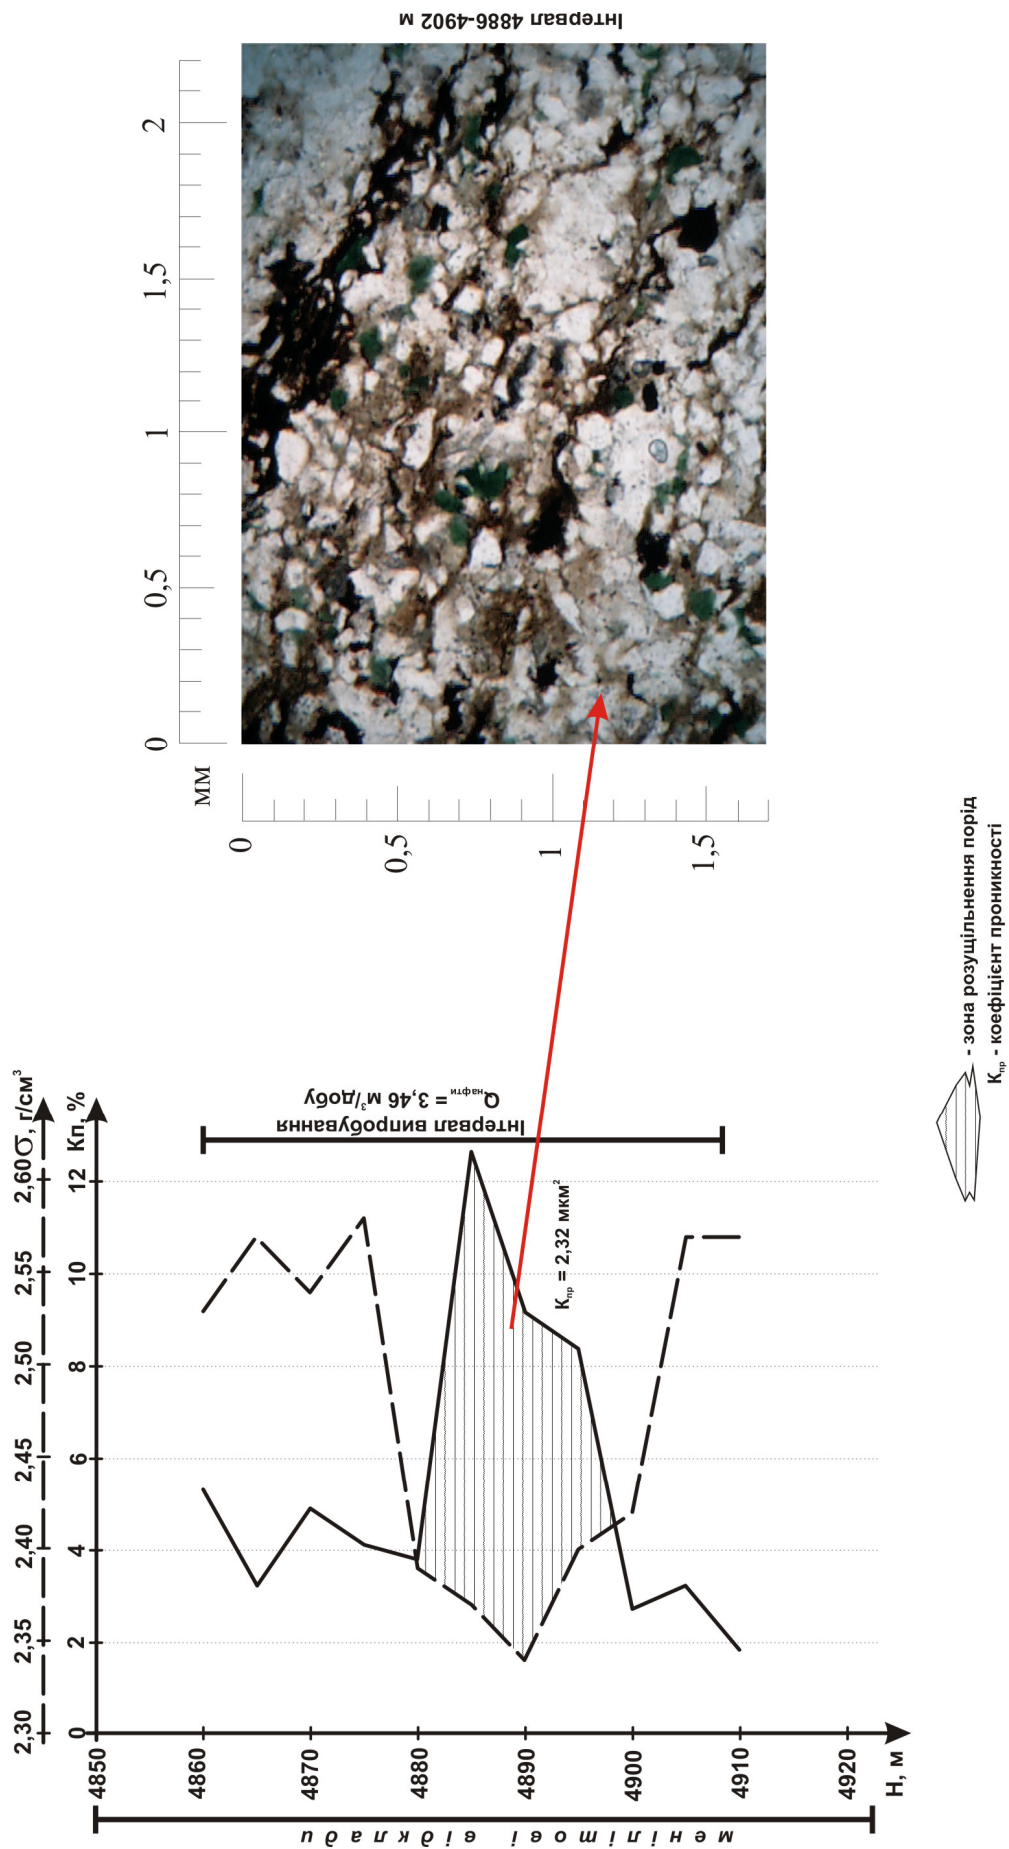 2,30 2,35 2,40 2,45 2,50 2,55 2,60 σ, г/см³
0 2 4 6 8 10 12 Кп, %
4850
4860
4870
4880
4890
4900
4910
4920
Н, м
менілітові відклади
Інтервал випробування
Qнафти = 3,46 м³/добу
Kпр = 2,32 мкм²
мм
0 0,5 1 1,5 2
0
0,5
1
1,5
Інтервал 4886-4902 м
- зона розущільнення порід
Kпр - коефіцієнт проникності